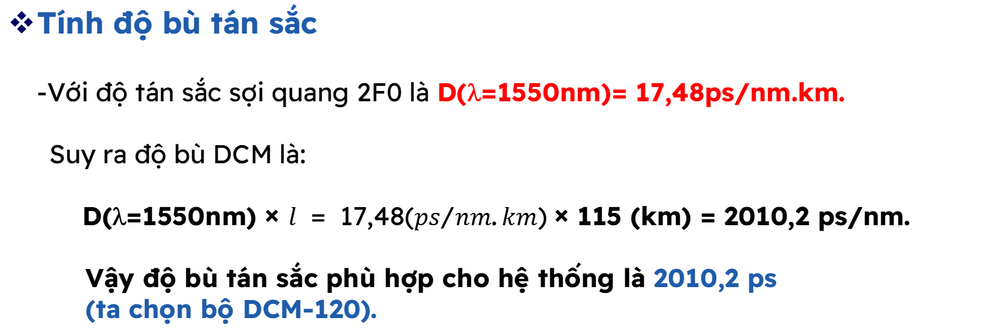 ❖Tính độ bù tán sắc
-Với độ tán sắc sợi quang 2F0 là D(λ=1550nm)= 17,48ps/nm.km.
Suy ra độ bù DCM là:
D(λ=1550nm) × l = 17,48(ps/nm.km) × 115 (km) = 2010,2 ps/nm.
Vậy độ bù tán sắc phù hợp cho hệ thống là 2010,2 ps
(ta chọn bộ DCM-120).